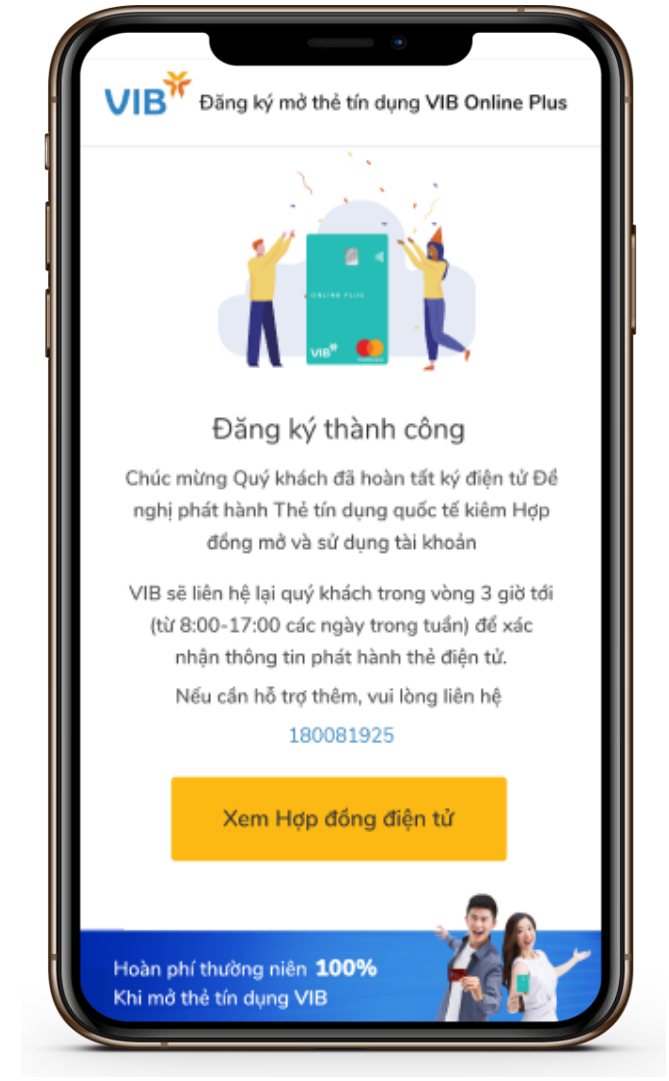 VIB Đăng ký mở thẻ tín dụng VIB Online Plus
ONLINE PLUS
VIB
Đăng ký thành công
Chúc mừng Quý khách đã hoàn tất ký điện tử Đề
nghị phát hành Thẻ tín dụng quốc tế kiêm Hợp
đồng mở và sử dụng tài khoản
VIB sẽ liên hệ lại quý khách trong vòng 3 giờ tới
(từ 8:00-17:00 các ngày trong tuần) để xác
nhận thông tin phát hành thẻ điện tử.
Nếu cần hỗ trợ thêm, vui lòng liên hệ
180081925
Xem Hợp đồng điện tử
Hoàn phí thường niên 100%
Khi mở thẻ tín dụng VIB